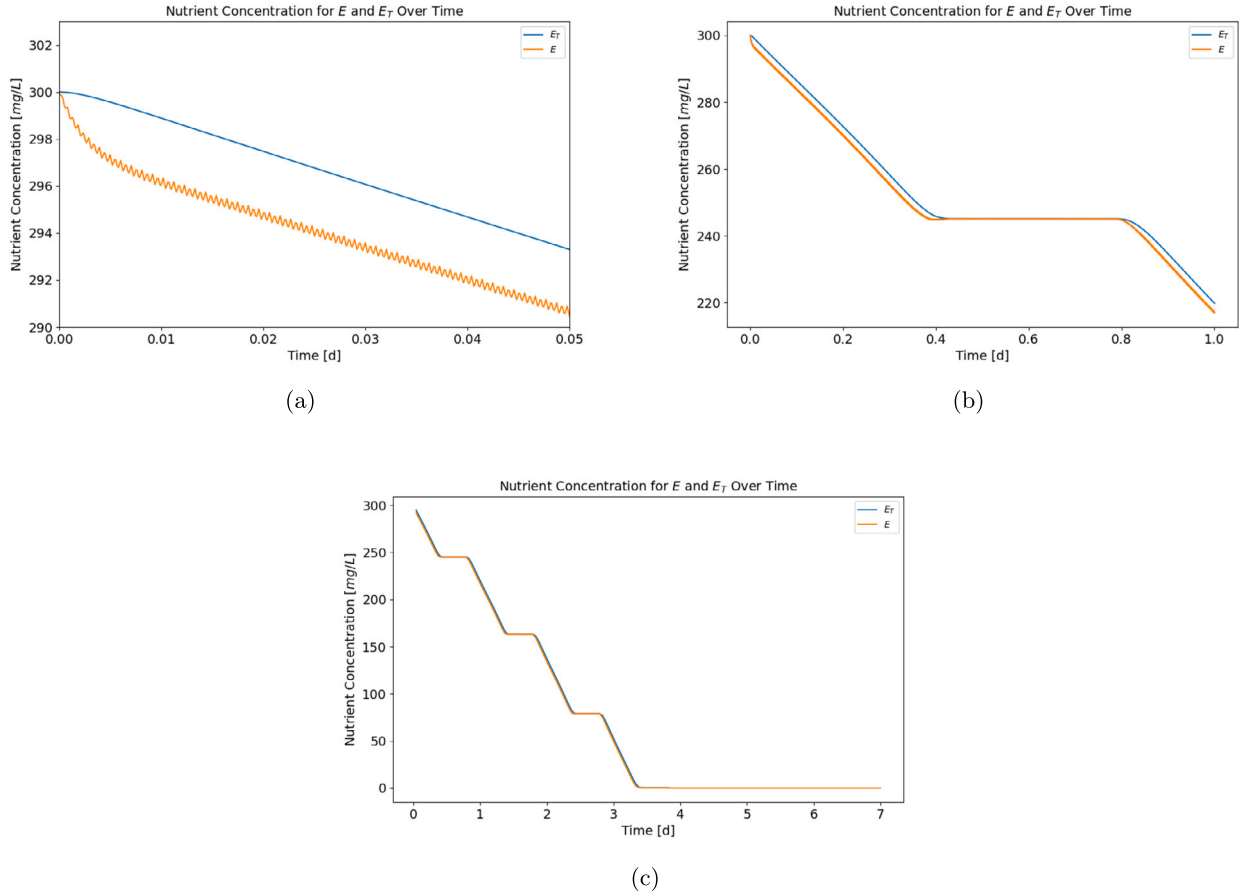 Nutrient Concentration for E and E_T Over Time
Nutrient Concentration [mg/L]
302
300
298
296
294
292
290
E_T
E
0.00 0.01 0.02 0.03 0.04 0.05
Time [d]
(a)
Nutrient Concentration for E and E_T Over Time
Nutrient Concentration [mg/L]
300
280
260
240
220
E_T
E
0.0 0.2 0.4 0.6 0.8 1.0
Time [d]
(b)
Nutrient Concentration for E and E_T Over Time
Nutrient Concentration [mg/L]
300
250
200
150
100
50
0
E_T
E
0 1 2 3 4 5 6 7
Time [d]
(c)